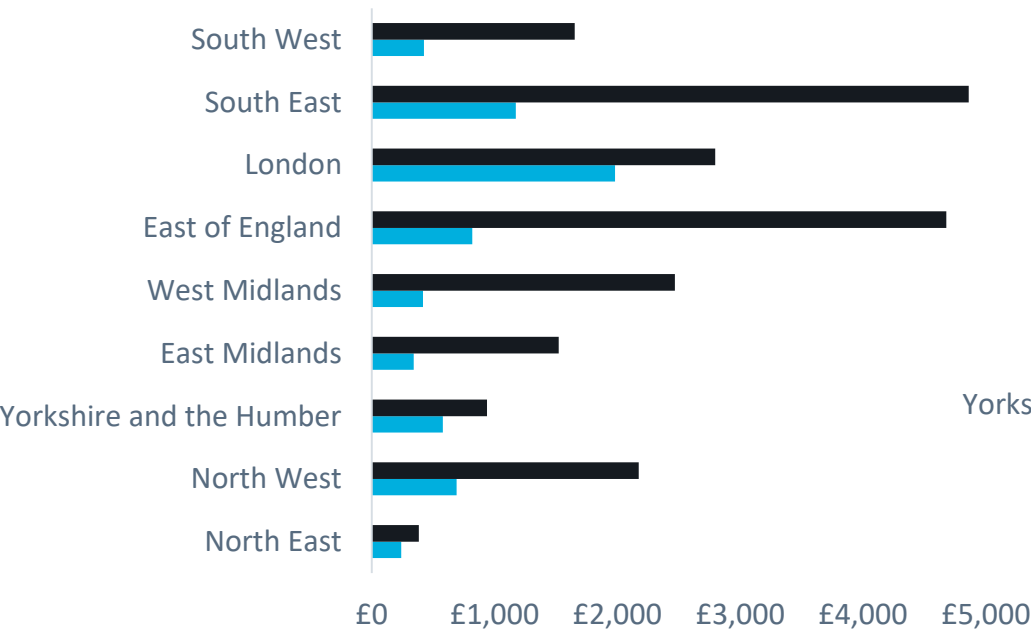 South West
South East
London
East of England
West Midlands
East Midlands
Yorkshire and the Humber
Yorks
North West
North East
£0 £1,000 £2,000 £3,000 £4,000 £5,000